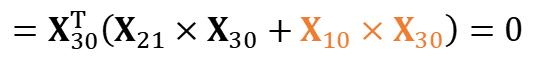 = 𝐗₃₀ᵀ(𝐗₂₁ × 𝐗₃₀ + 𝐗₁₀ × 𝐗₃₀) = 0